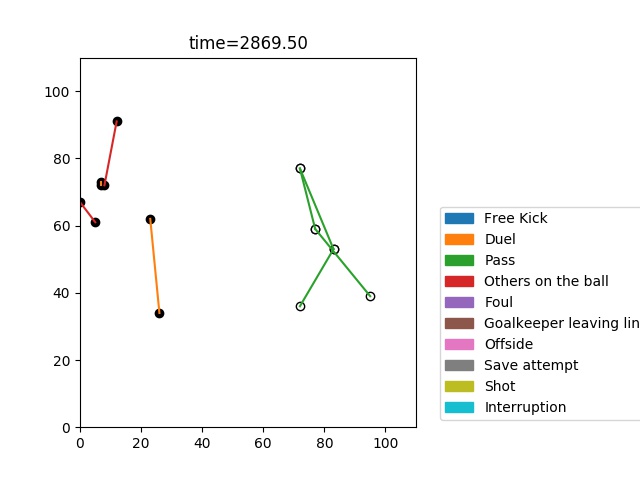 time=2869.50
100
80
60
40
20
0
0 20 40 60 80 100
Free Kick
Duel
Pass
Others on the ball
Foul
Goalkeeper leaving lin
Offside
Save attempt
Shot
Interruption